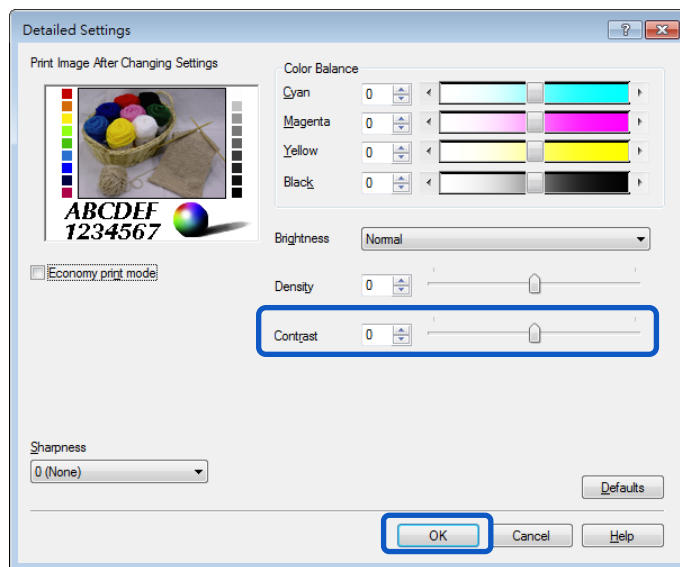 Detailed Settings
Print Image After Changing Settings
ABCDEF
1234567
Economy print mode
Sharpness
0 (None)
Color Balance
Cyan 0
Magenta 0
Yellow 0
Black 0
Brightness Normal
Density 0
Contrast 0
Defaults
OK Cancel Help